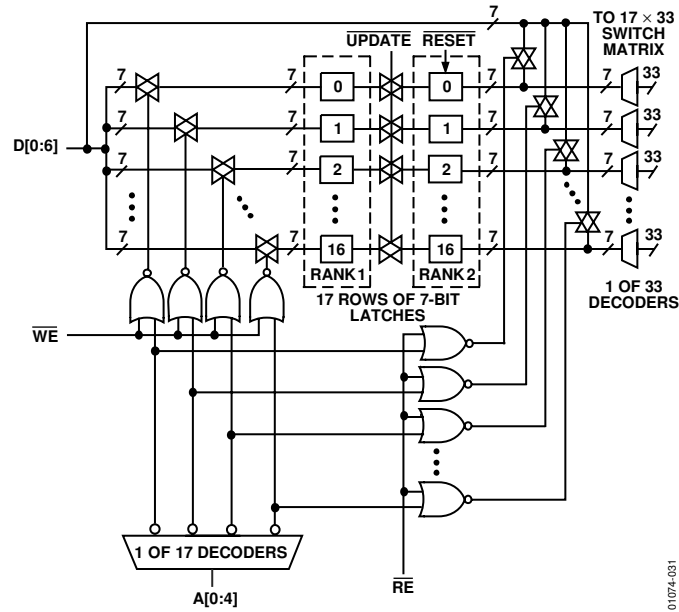 7
TO 17 × 33
SWITCH
MATRIX
UPDATE
RESET
7
7
0
0
7
7
33
7
7
1
1
7
7
33
D[0:6]
7
7
2
2
7
7
33
7
7
16
16
7
7
33
RANK 1
RANK 2
17 ROWS OF 7-BIT
LATCHES
1 OF 33
DECODERS
WE
1 OF 17 DECODERS
A[0:4]
RE
01074-031